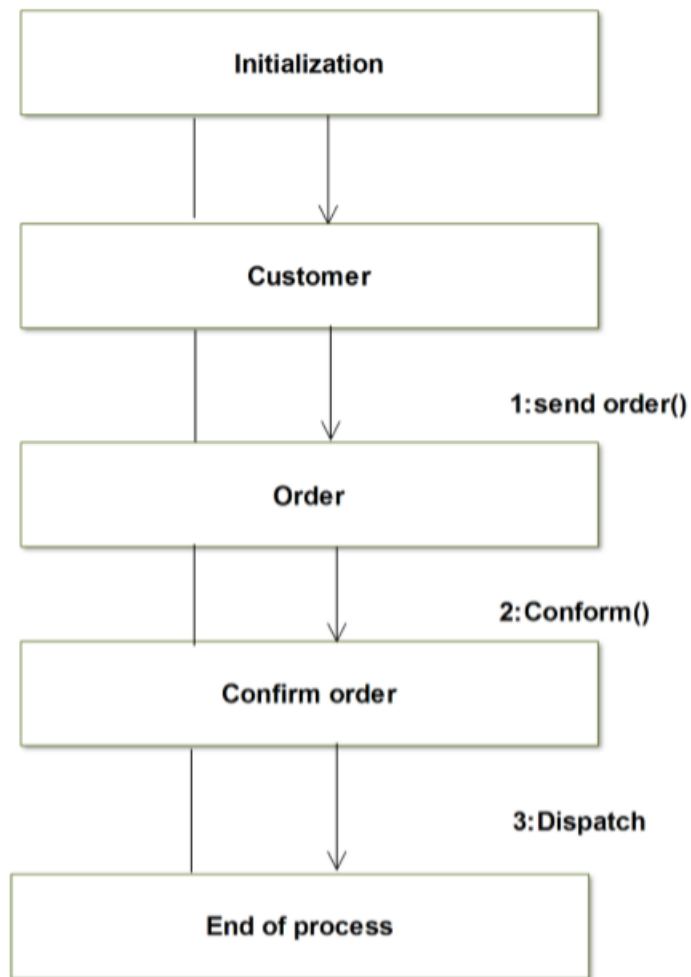 Initialization
Customer
1:send order()
Order
2:Conform()
Confirm order
3:Dispatch
End of process